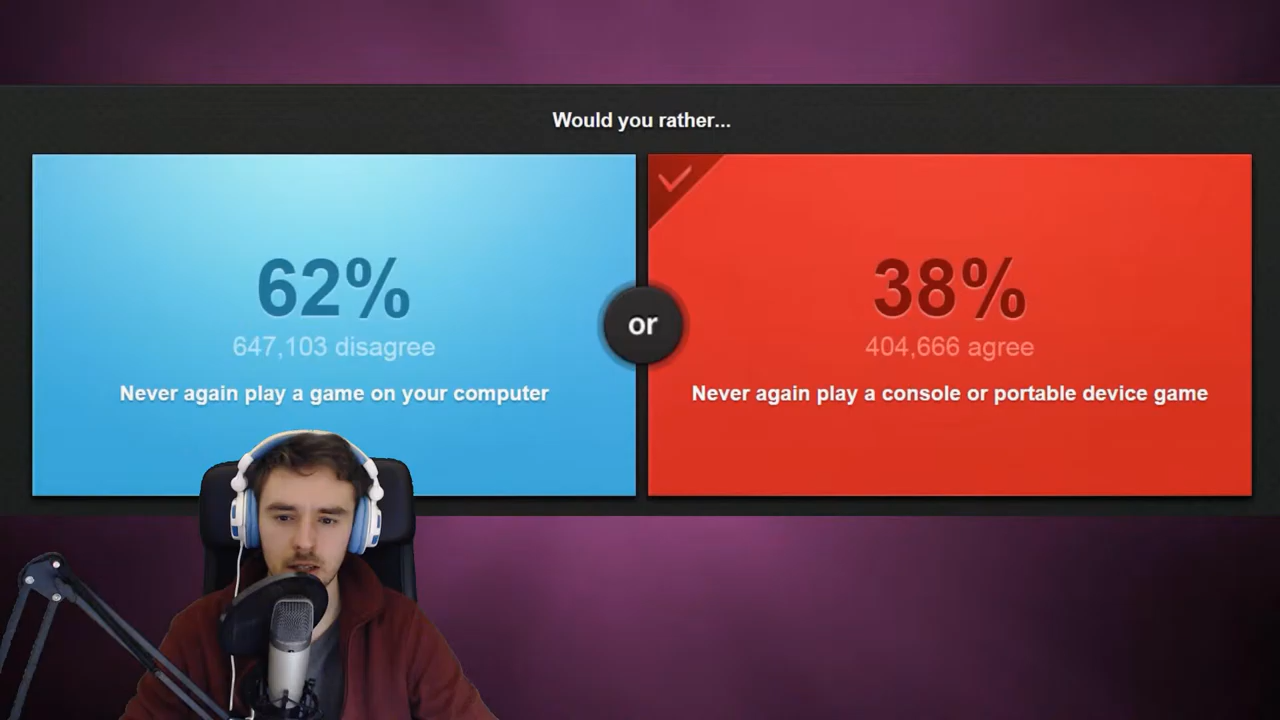 Would you rather...
62%
647,103 disagree
Never again play a game on your computer
or
38%
404,666 agree
Never again play a console or portable device game